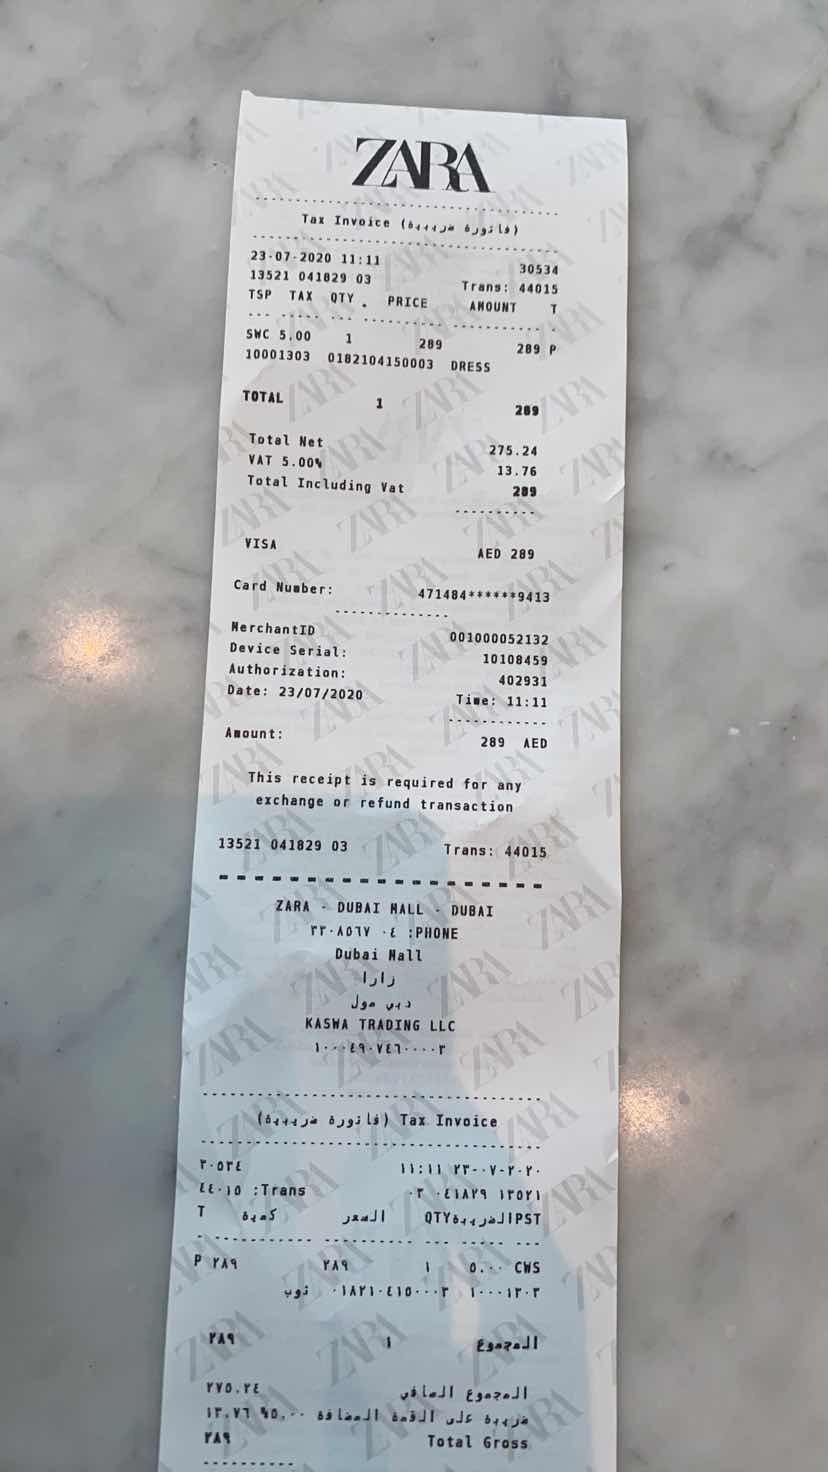 ZARA
Tax Invoice (فاتورة ضريبية)
23-07-2020 11:11 30534
13521 041829 03 Trans: 44015
TSP TAX QTY. PRICE AMOUNT T
SWC 5.00 1 289 289 P
10001303 0182104150003 DRESS
TOTAL 1 289
Total Net 275.24
VAT 5.00% 13.76
Total Including Vat 289
VISA AED 289
Card Number: 471484******9413
MerchantID 001000052132
Device Serial: 10108459
Authorization: 402931
Date: 23/07/2020 Time: 11:11
Amount: 289 AED
This receipt is required for any
exchange or refund transaction
13521 041829 03 Trans: 44015
ZARA - DUBAI MALL - DUBAI
٣٣٠٨٥٦٧ ٠٤ :PHONE
Dubai Mall
زارا
دبي مول
KASWA TRADING LLC
١٠٠٠٤٩٠٧٤٦٠٠٠٠٣
(فاتورة ضريبية) Tax Invoice
٣٠٥٣٤ ١١:١١ ٢٣-٠٧-٢٠٢٠
٤٤٠١٥ :Trans ٠٣ ٠٤١٨٢٩ ١٣٥٢١
T كمية السعر QTYالضريبةPST
P ٢٨٩ ٢٨٩ ١ ٥.٠٠ CWS
ثوب ٠١٨٢١٠٤١٥٠٠٠٣ ١٠٠٠١٣٠٣
٢٨٩ ١ المجموع
٢٧٥.٢٤ المجموع الصافي
١٣.٧٦ %٥.٠٠ ضريبة على القمة المضافة
٢٨٩ Total Gross